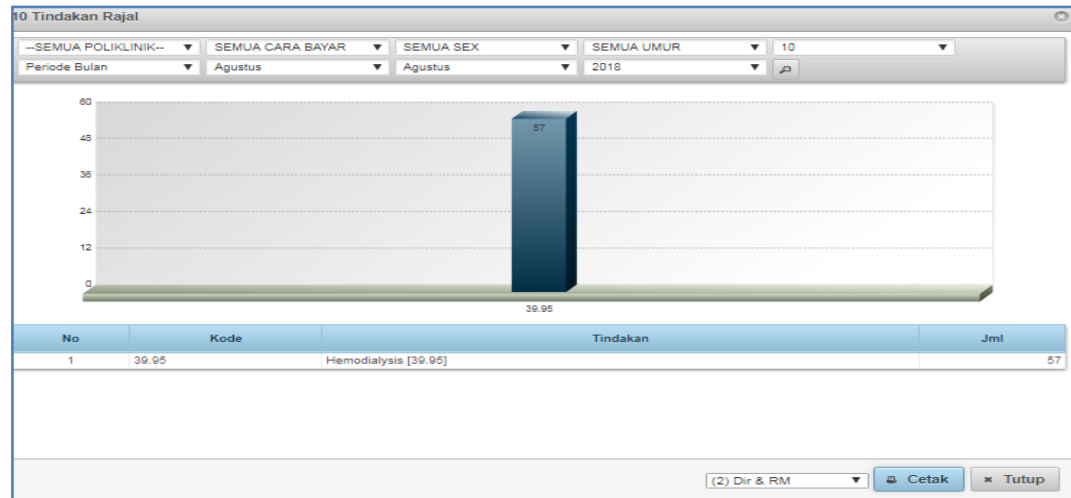 10 Tindakan Rajal
--SEMUA POLIKLINIK-- SEMUA CARA BAYAR SEMUA SEX SEMUA UMUR 10
Periode Bulan Agustus Agustus 2018
60
48
36
24
12
0
57
39.95
No Kode Tindakan Jml
1 39.95 Hemodialysis [39.95] 57
(2) Dir & RM Cetak Tutup